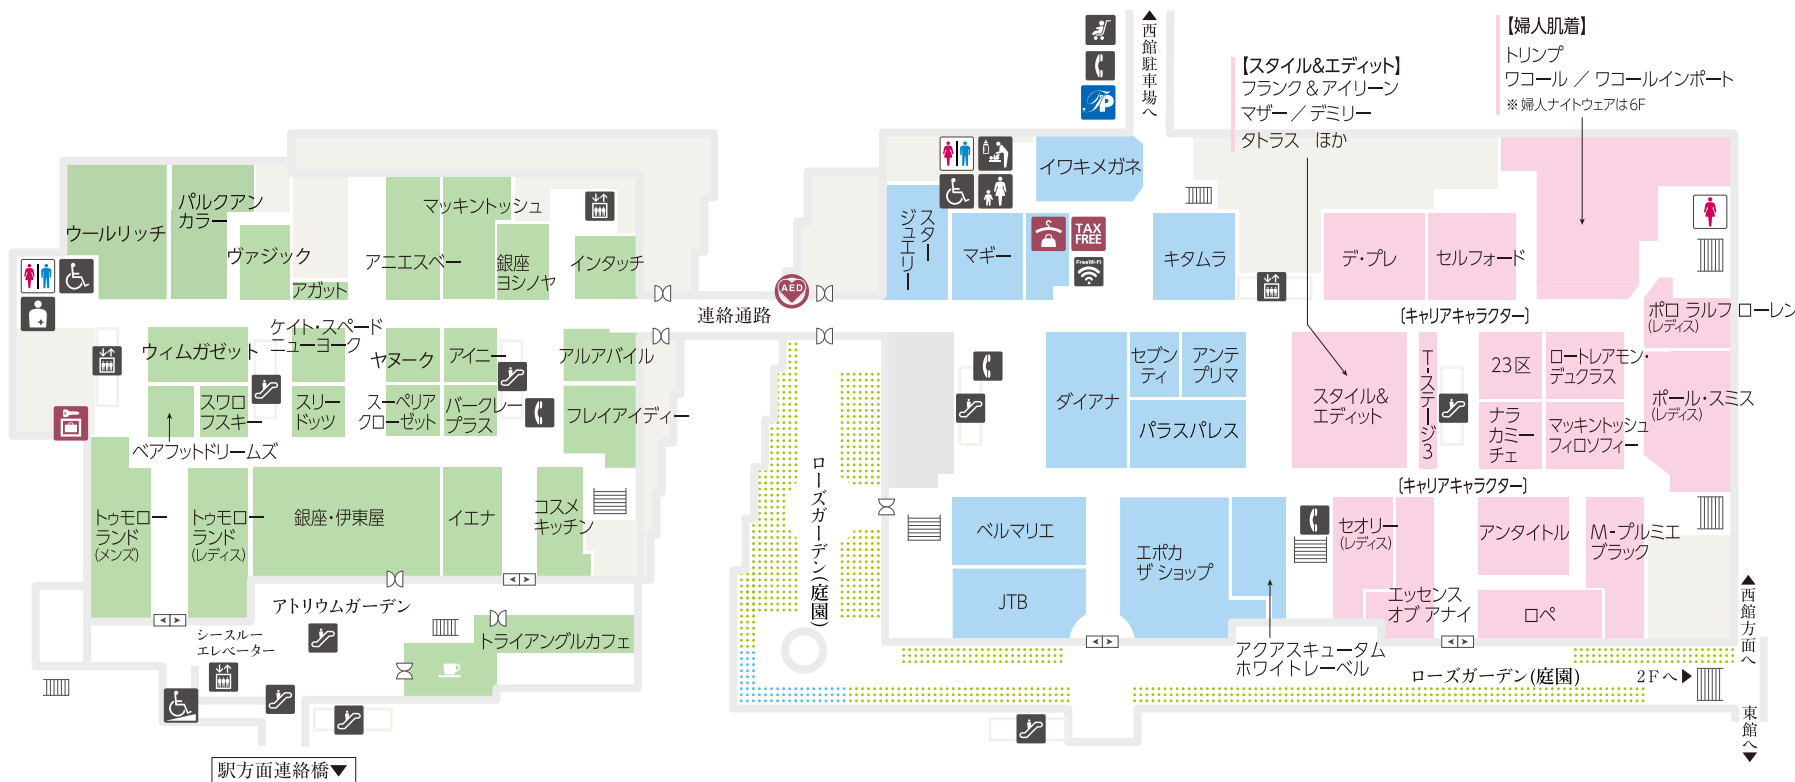 ▲西館駐車場へ
【スタイル&エディット】
フランク&アイリーン
マザー／デミリー
タトラス　ほか
【婦人肌着】
トリンプ
ワコール ／ ワコールインポート
※婦人ナイトウェアは6F
ウールリッチ
パルクアン
カラー
ヴァジック
アガット
アニエスベー
マッキントッシュ
銀座
ヨシノヤ
インタッチ
ウィムガゼット
ケイト・スペード
ニューヨーク
ヤヌーク
アイニー
アルアバイル
スワロ
フスキー
スリー
ドッツ
スーペリア
クローゼット
バークレー
プラス
フレイアイディー
ベアフットドリームズ
トゥモロー
ランド
(メンズ)
トゥモロー
ランド
(レディス)
銀座・伊東屋
イエナ
コスメ
キッチン
アトリウムガーデン
シースルー
エレベーター
トライアングルカフェ
駅方面連絡橋▼
AED
連絡通路
スター
ジュエリー
マギー
イワキメガネ
TAX
FREE
Free Wi-Fi
P
キタムラ
デ・プレ
セルフォード
〔キャリアキャラクター〕
ポロ ラルフ ローレン
(レディス)
ダイアナ
セブン
ティ
アンテ
プリマ
パラスパレス
スタイル&
エディット
T・ステージ3
23区
ロートレアモン・
デュクラス
ナラ
カミー
チェ
マッキントッシュ
フィロソフィー
ポール・スミス
(レディス)
〔キャリアキャラクター〕
ローズガーデン(庭園)
ベルマリエ
JTB
エポカ
ザ ショップ
アクアスキュータム
ホワイトレーベル
セオリー
(レディス)
エッセンス
オブ アナイ
アンタイトル
ロペ
M-プルミエ
ブラック
ローズガーデン(庭園)
2Fへ▶
▲西館方面へ
東館へ▼